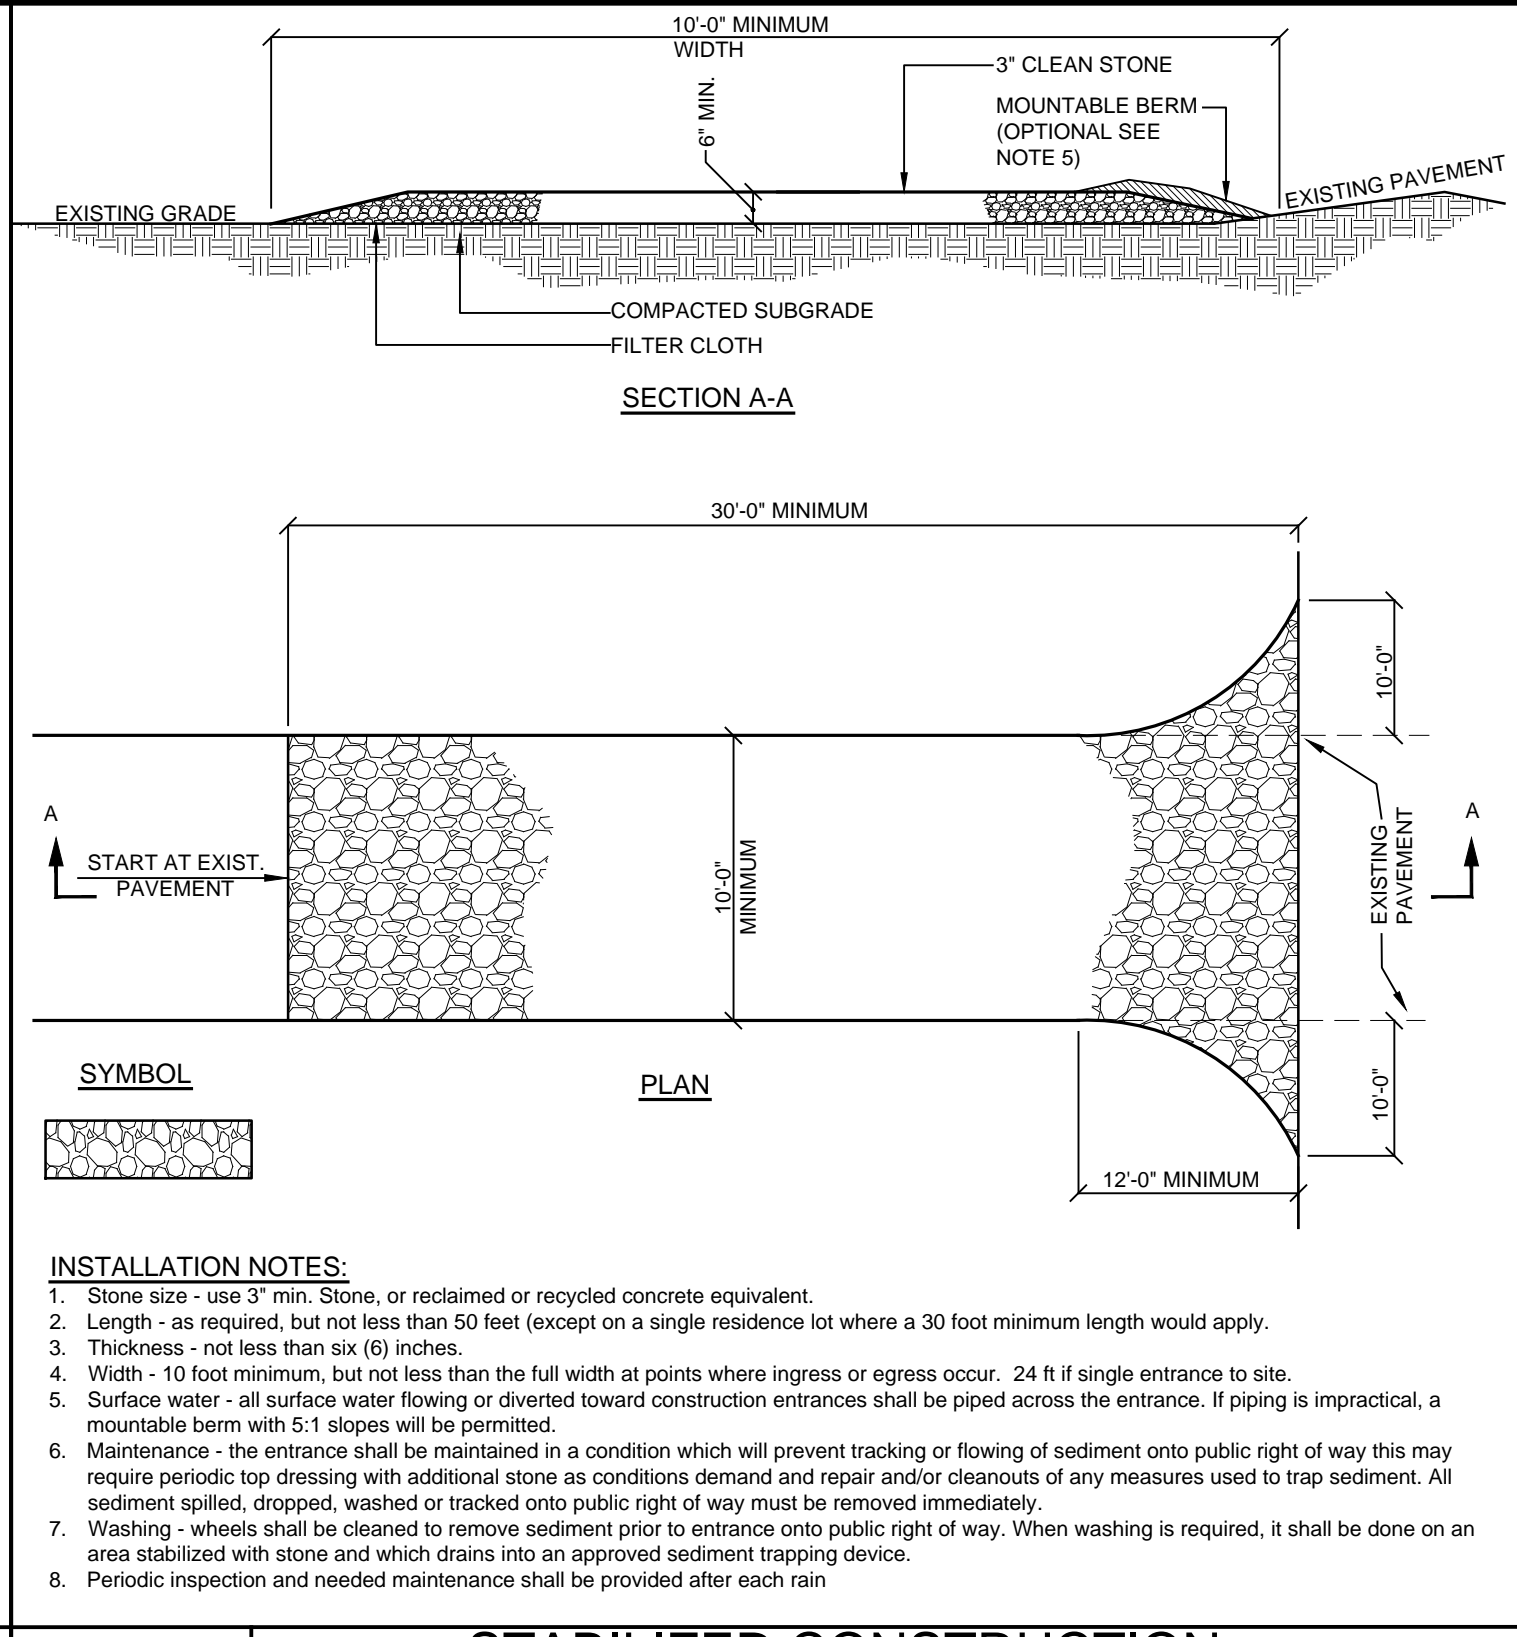 10'-0" MINIMUM
WIDTH
6" MIN.
3" CLEAN STONE
MOUNTABLE BERM
(OPTIONAL SEE
NOTE 5)
EXISTING PAVEMENT
EXISTING GRADE
COMPACTED SUBGRADE
FILTER CLOTH
SECTION A-A
30'-0" MINIMUM
10'-0"
A
START AT EXIST.
PAVEMENT
10'-0"
MINIMUM
EXISTING
PAVEMENT
A
10'-0"
12'-0" MINIMUM
SYMBOL
PLAN
INSTALLATION NOTES:
1. Stone size - use 3" min. Stone, or reclaimed or recycled concrete equivalent.
2. Length - as required, but not less than 50 feet (except on a single residence lot where a 30 foot minimum length would apply.
3. Thickness - not less than six (6) inches.
4. Width - 10 foot minimum, but not less than the full width at points where ingress or egress occur. 24 ft if single entrance to site.
5. Surface water - all surface water flowing or diverted toward construction entrances shall be piped across the entrance. If piping is impractical, a
mountable berm with 5:1 slopes will be permitted.
6. Maintenance - the entrance shall be maintained in a condition which will prevent tracking or flowing of sediment onto public right of way this may
require periodic top dressing with additional stone as conditions demand and repair and/or cleanouts of any measures used to trap sediment. All
sediment spilled, dropped, washed or tracked onto public right of way must be removed immediately.
7. Washing - wheels shall be cleaned to remove sediment prior to entrance onto public right of way. When washing is required, it shall be done on an
area stabilized with stone and which drains into an approved sediment trapping device.
8. Periodic inspection and needed maintenance shall be provided after each rain
STABILIZED CONSTRUCTION